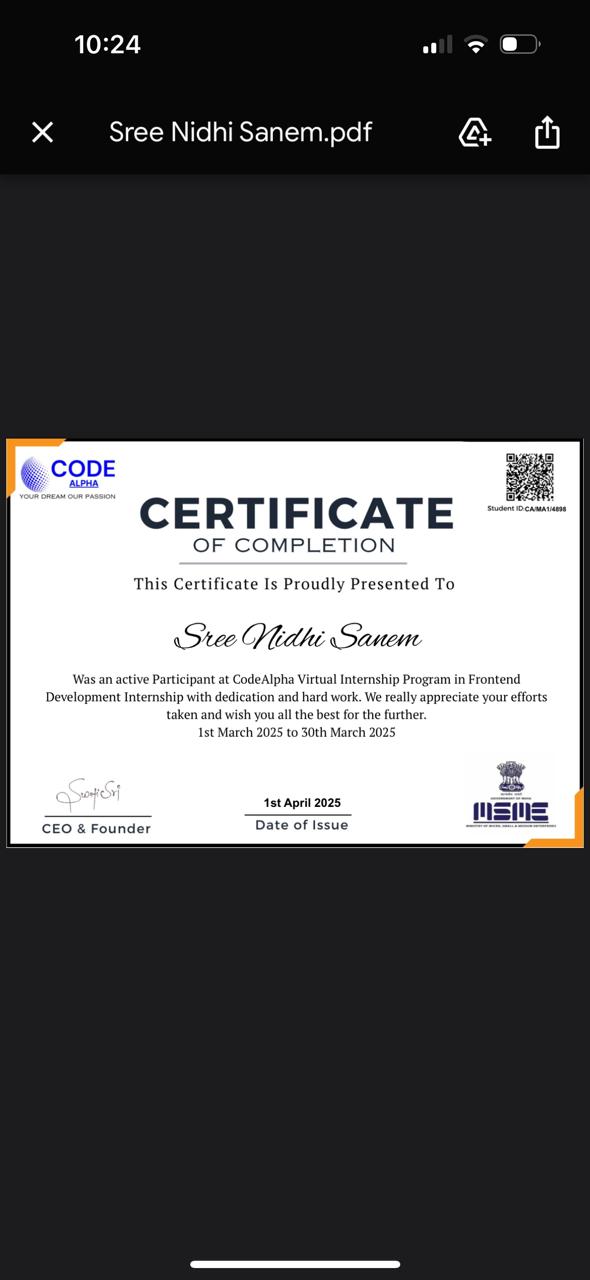 10:24
Sree Nidhi Sanem.pdf
CODE
ALPHA
YOUR DREAM OUR PASSION
Student ID:CA/MA1/4898
CERTIFICATE
OF COMPLETION
This Certificate Is Proudly Presented To
Sree Nidhi Sanem
Was an active Participant at CodeAlpha Virtual Internship Program in Frontend
Development Internship with dedication and hard work. We really appreciate your efforts
taken and wish you all the best for the further.
1st March 2025 to 30th March 2025
CEO & Founder
1st April 2025
Date of Issue
GOVERNMENT OF INDIA
MSME
MINISTRY OF MICRO, SMALL & MEDIUM ENTERPRISES